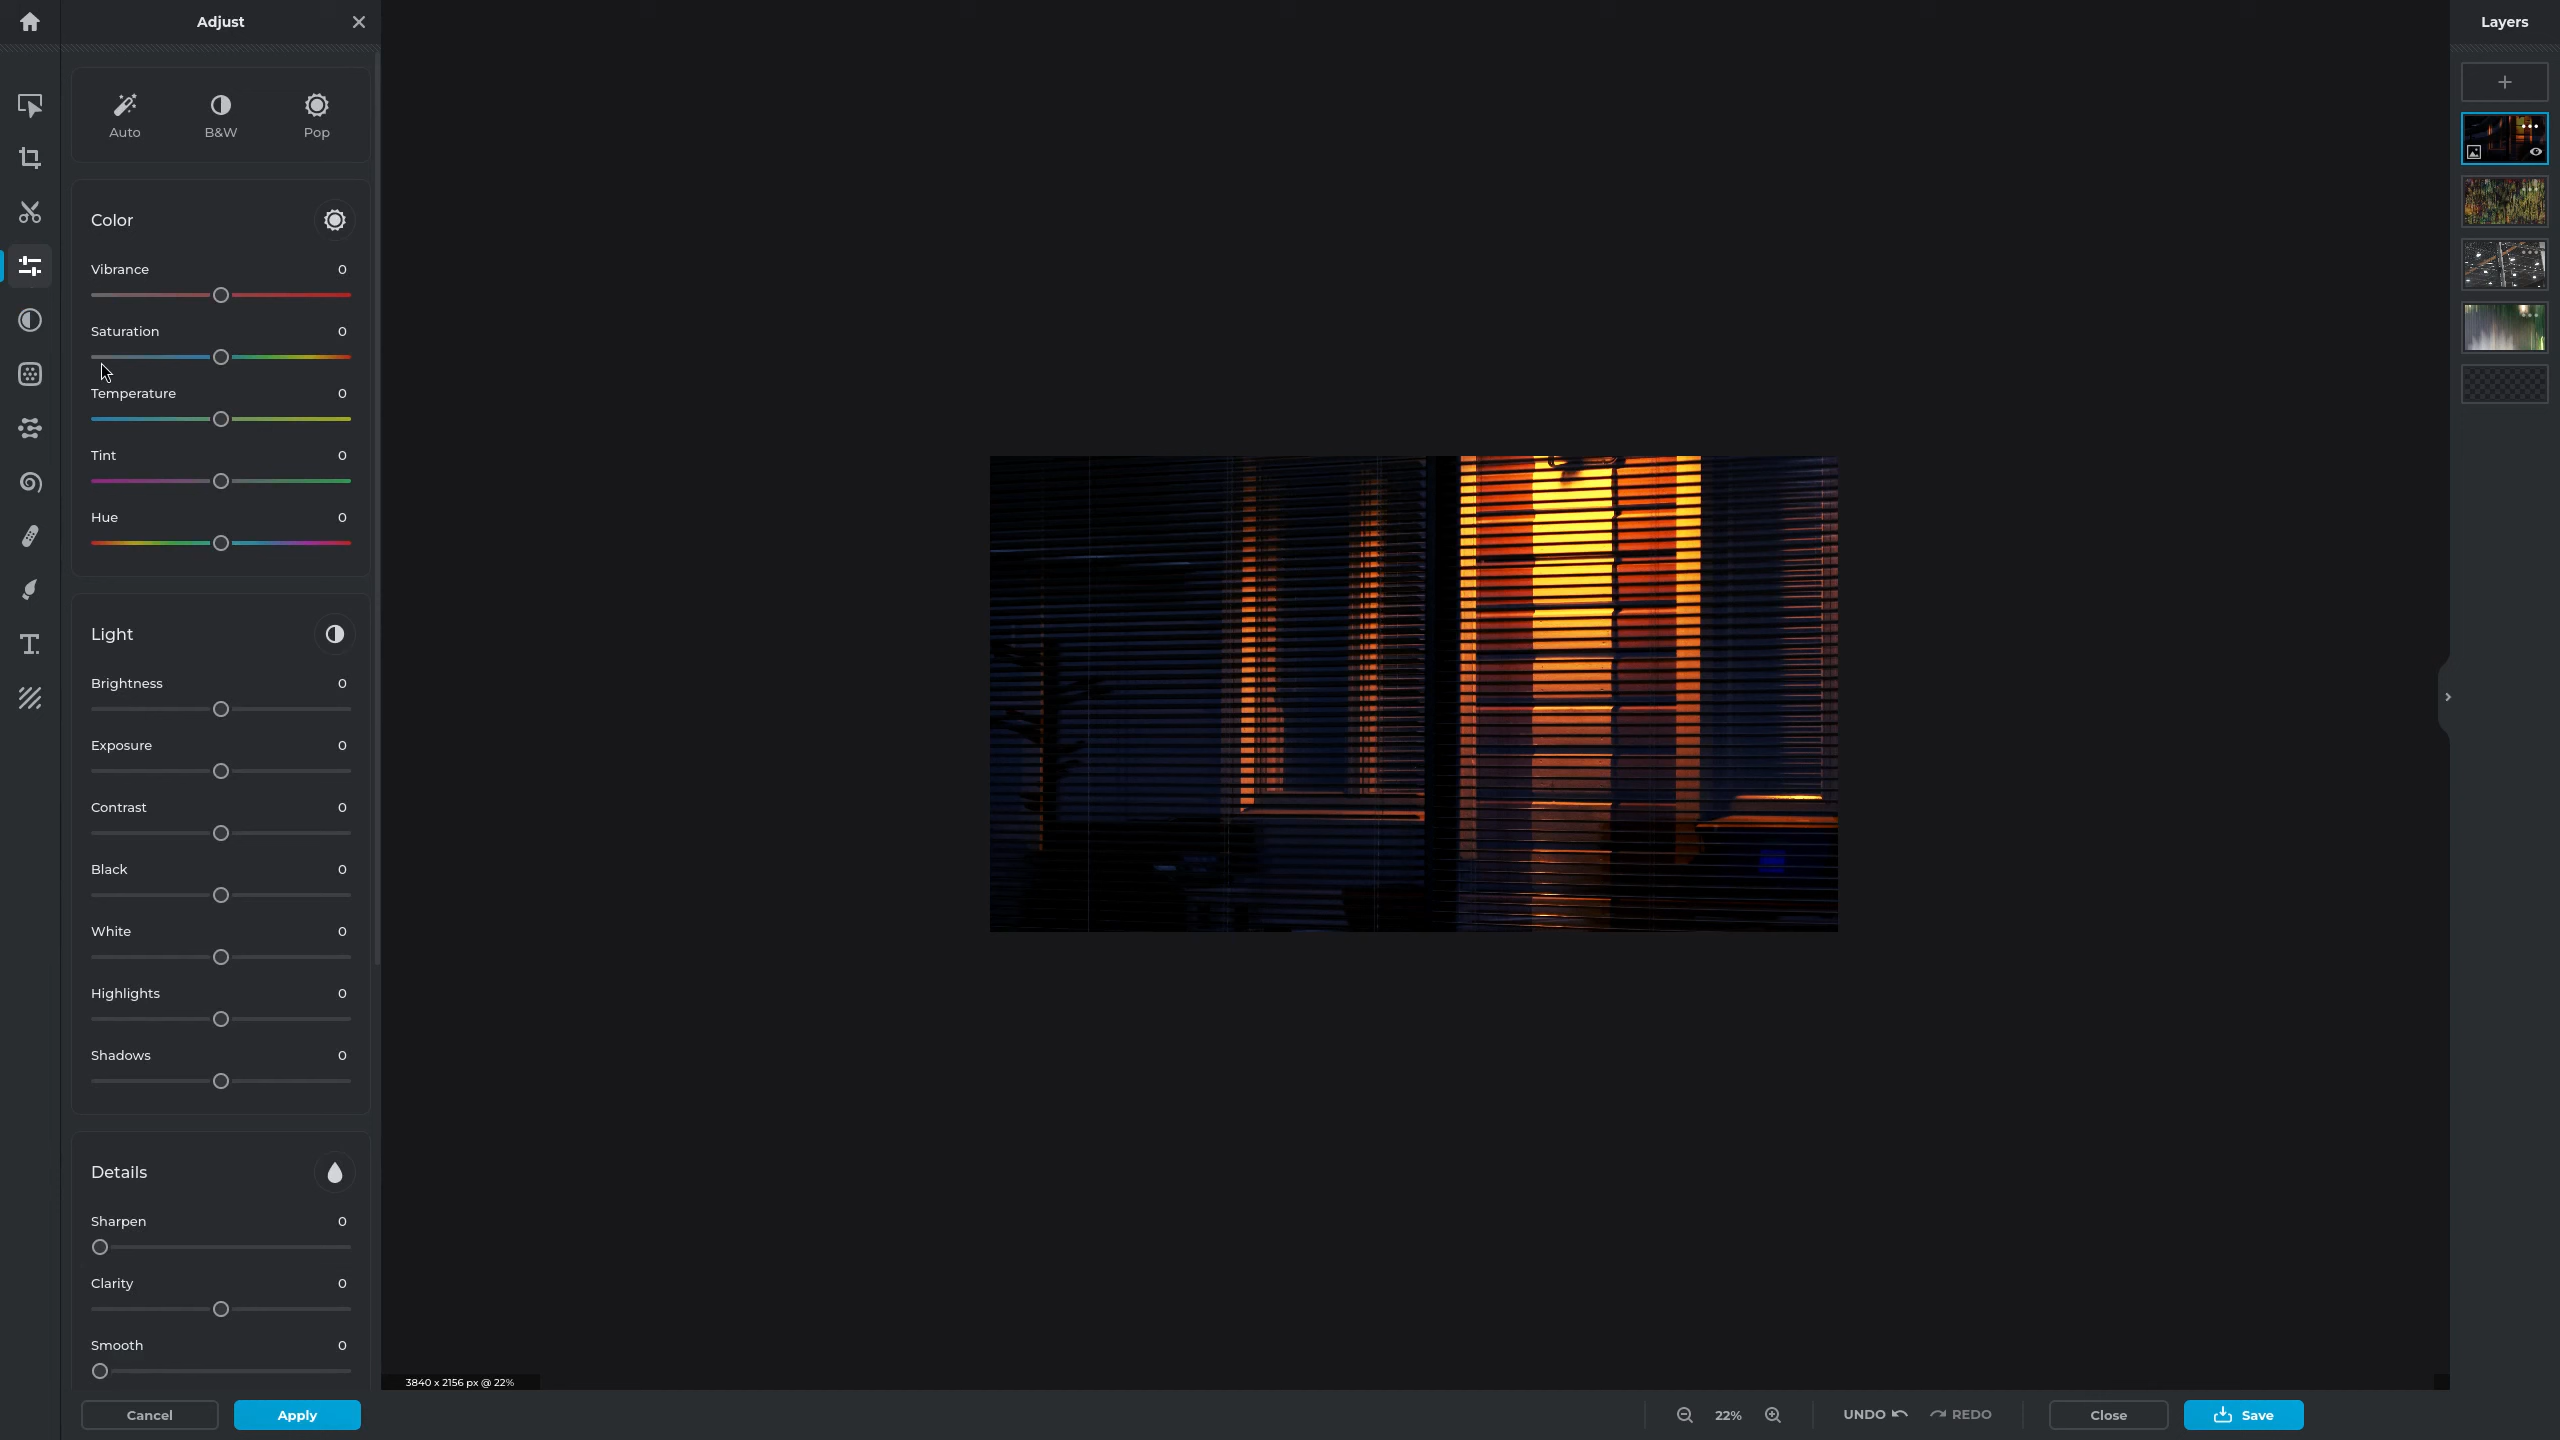 Adjust
Layers
Auto
B&W
Pop
Color
Vibrance 0
Saturation 0
Temperature 0
Tint 0
Hue 0
Light
Brightness 0
Exposure 0
Contrast 0
Black 0
White 0
Highlights 0
Shadows 0
Details
Sharpen 0
Clarity 0
Smooth 0
3840 x 2156 px @ 22%
Cancel
Apply
22%
UNDO
REDO
Close
Save